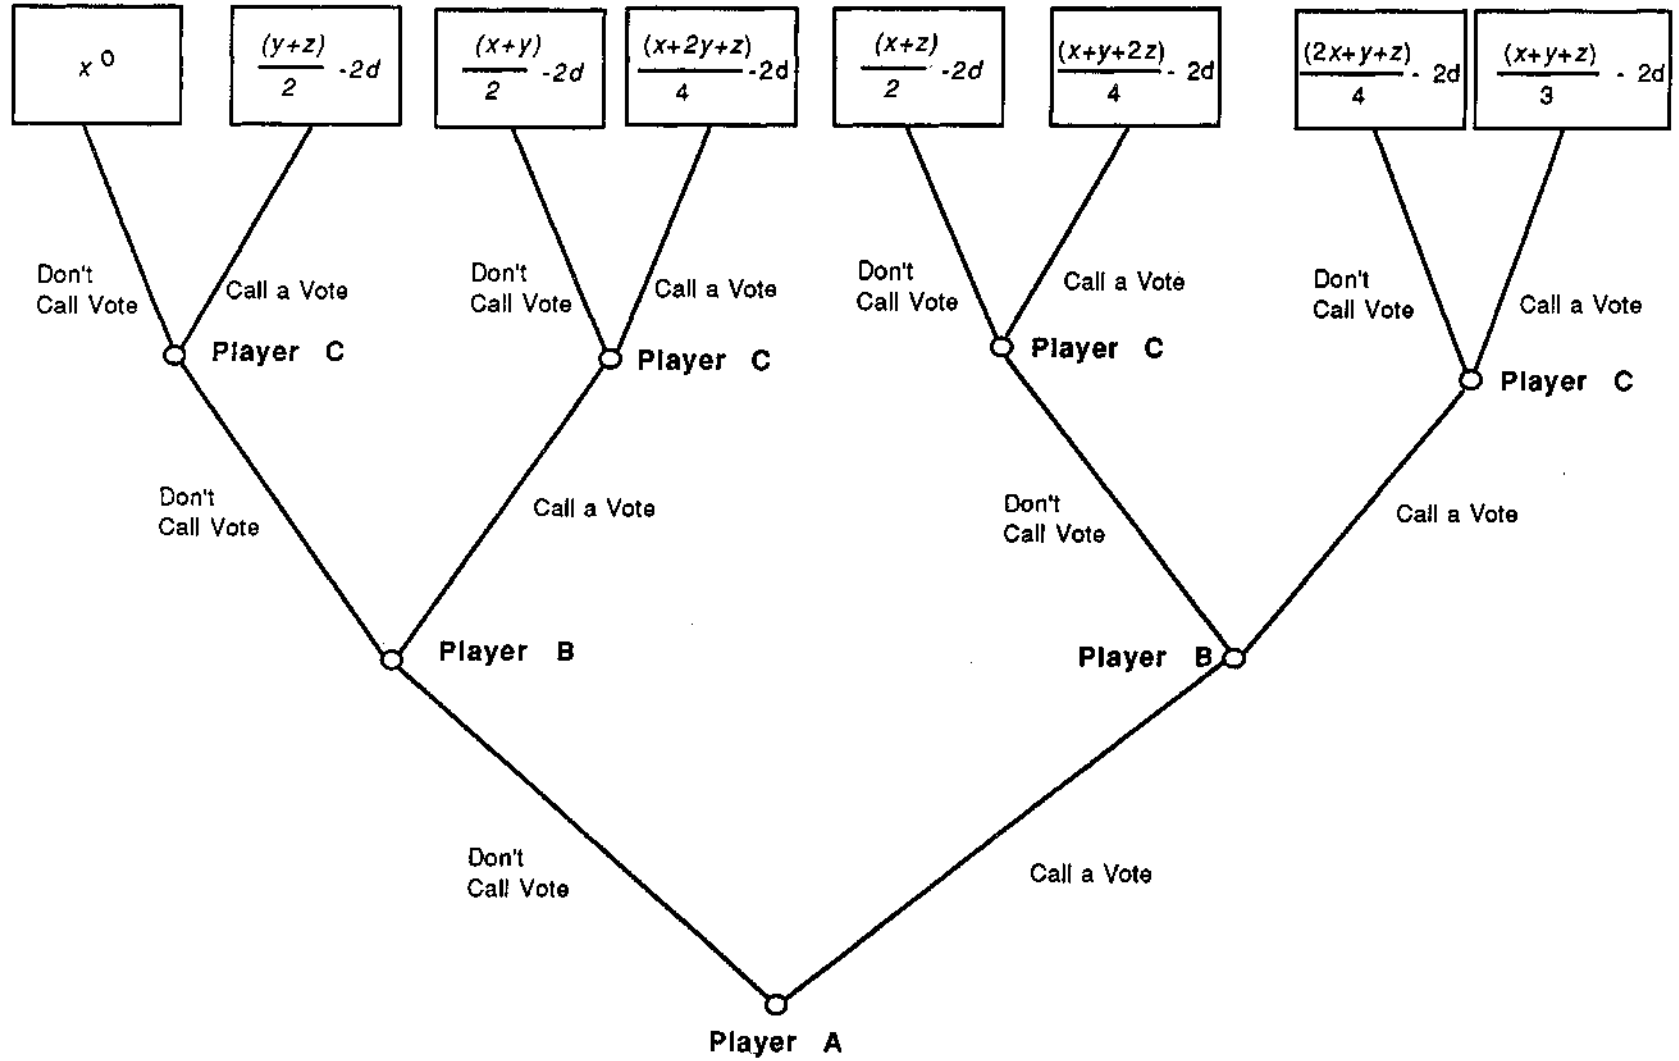 x⁰
(y+z)
2
-2d
(x+y)
2
-2d
(x+2y+z)
4
-2d
(x+z)
2
-2d
(x+y+2z)
4
- 2d
(2x+y+z)
4
- 2d
(x+y+z)
3
- 2d
Don't
Call Vote
Call a Vote
Don't
Call Vote
Call a Vote
Don't
Call Vote
Call a Vote
Don't
Call Vote
Call a Vote
Player C
Player C
Player C
Player C
Don't
Call Vote
Call a Vote
Don't
Call Vote
Call a Vote
Player B
Player B
Don't
Call Vote
Call a Vote
Player A